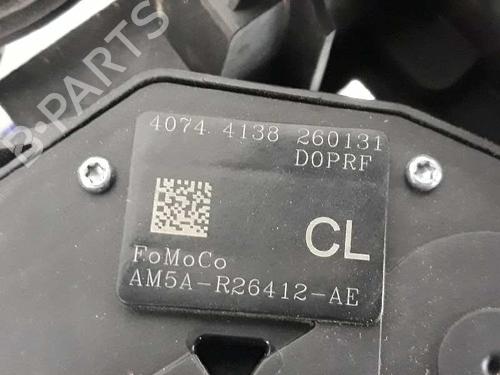 B-PARTS
4074 4138 260131
D0PRF
CL
FoMoCo
AM5A-R26412-AE